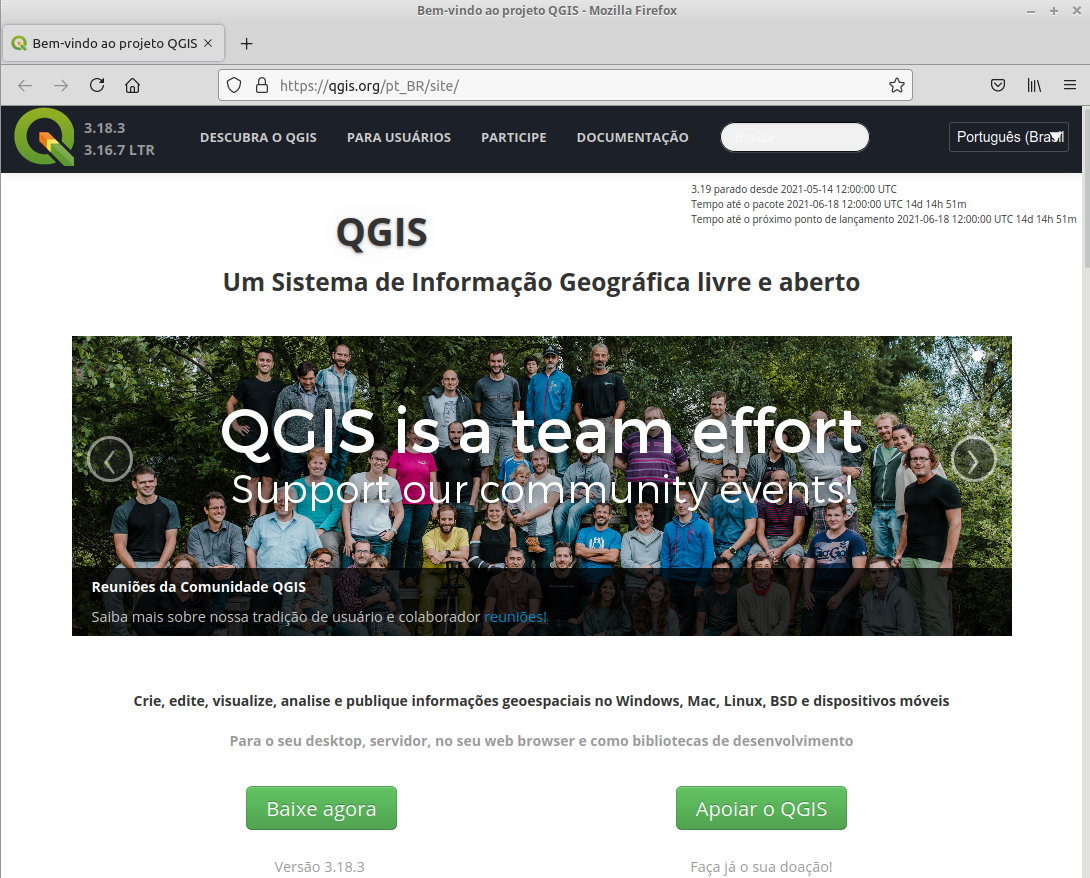 Bem-vindo ao projeto QGIS - Mozilla Firefox
Bem-vindo ao projeto QGIS
https://qgis.org/pt_BR/site/
3.18.3
3.16.7 LTR
DESCUBRA O QGIS PARA USUÁRIOS PARTICIPE DOCUMENTAÇÃO
Buscar
Português (Brasil
3.19 parado desde 2021-05-14 12:00:00 UTC
Tempo até o pacote 2021-06-18 12:00:00 UTC 14d 14h 51m
Tempo até o próximo ponto de lançamento 2021-06-18 12:00:00 UTC 14d 14h 51m
QGIS
Um Sistema de Informação Geográfica livre e aberto
QGIS is a team effort
Support our community events!
Reuniões da Comunidade QGIS
Saiba mais sobre nossa tradição de usuário e colaborador reuniões!
Crie, edite, visualize, analise e publique informações geoespaciais no Windows, Mac, Linux, BSD e dispositivos móveis
Para o seu desktop, servidor, no seu web browser e como bibliotecas de desenvolvimento
Baixe agora
Apoiar o QGIS
Versão 3.18.3
Faça já o sua doação!